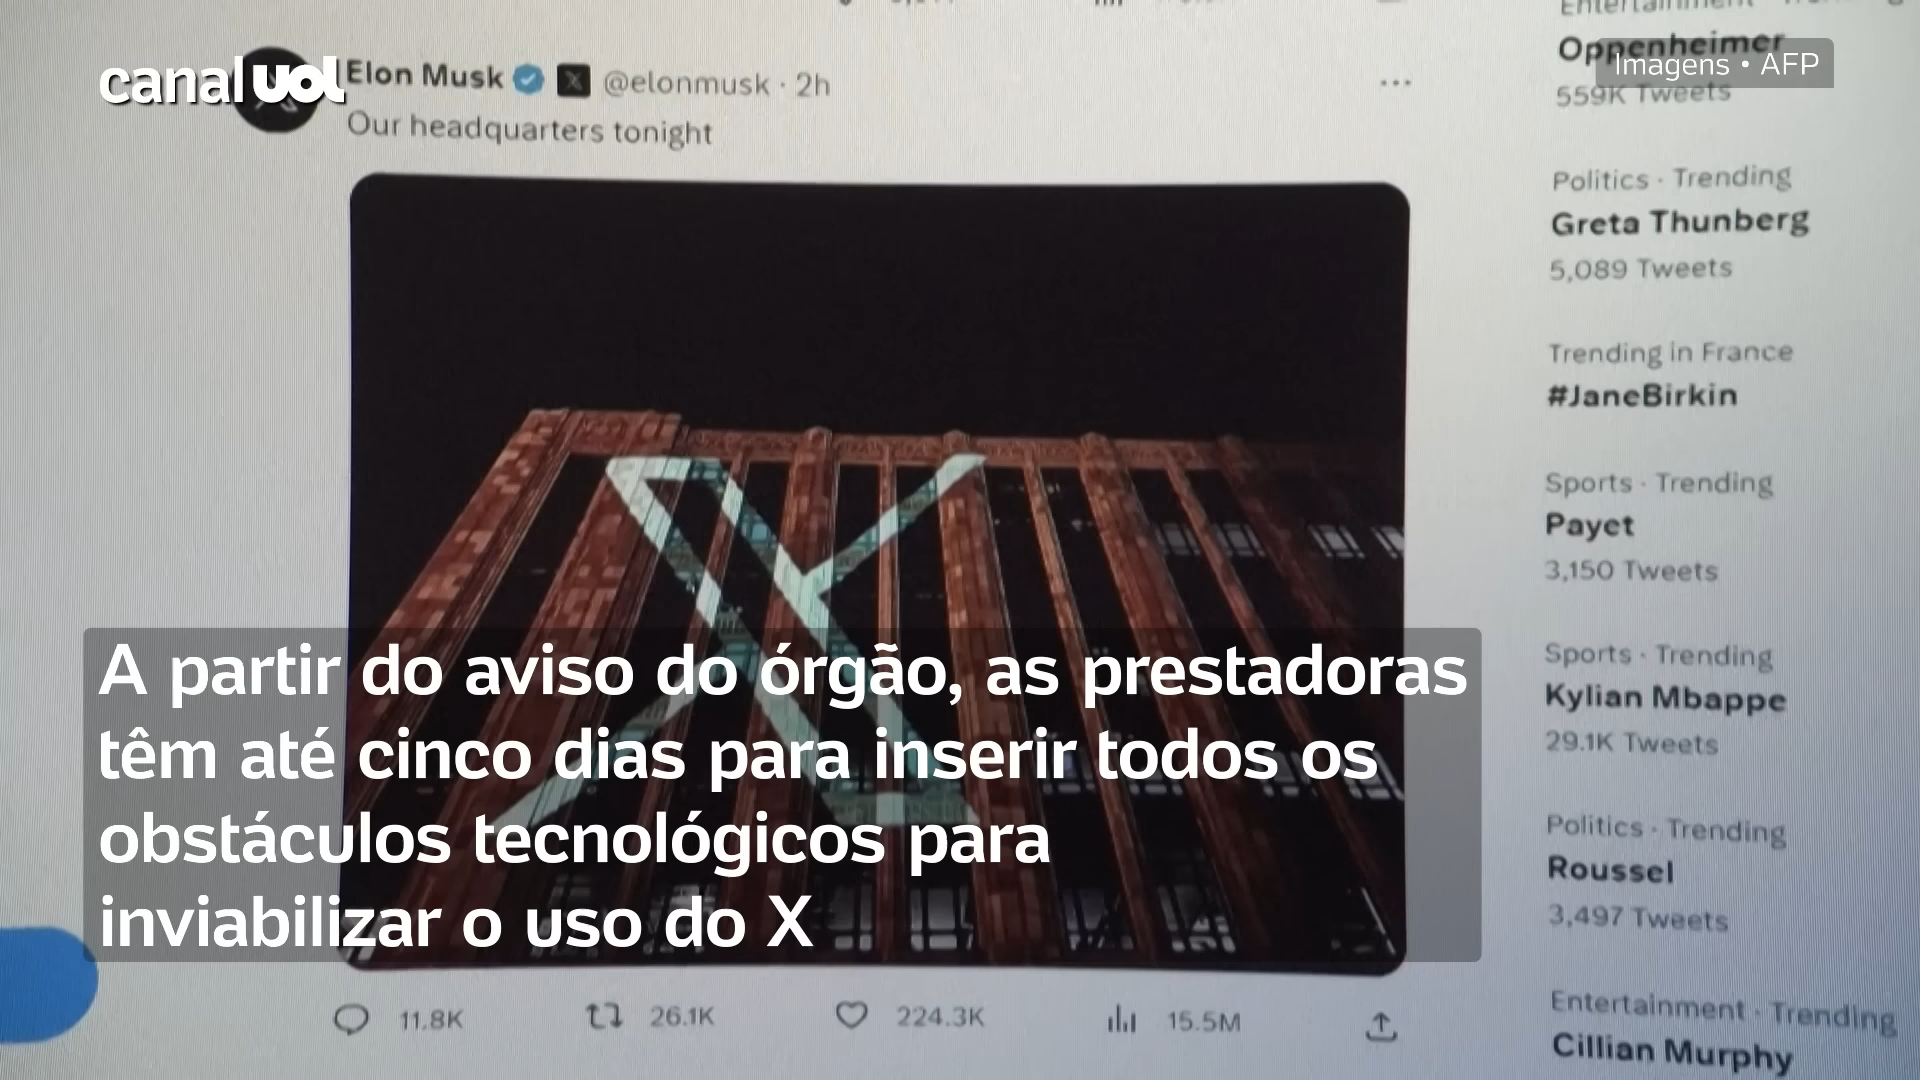 Entertainment · Trending
Oppenheimer
Imagens • AFP
559K Tweets
canal uol
Elon Musk @elonmusk · 2h
Our headquarters tonight
Politics · Trending
Greta Thunberg
5,089 Tweets
Trending in France
#JaneBirkin
Sports · Trending
Payet
3,150 Tweets
Sports · Trending
Kylian Mbappe
29.1K Tweets
Politics · Trending
Roussel
3,497 Tweets
Entertainment · Trending
Cillian Murphy
A partir do aviso do órgão, as prestadoras
têm até cinco dias para inserir todos os
obstáculos tecnológicos para
inviabilizar o uso do X
11.8K 26.1K 224.3K 15.5M